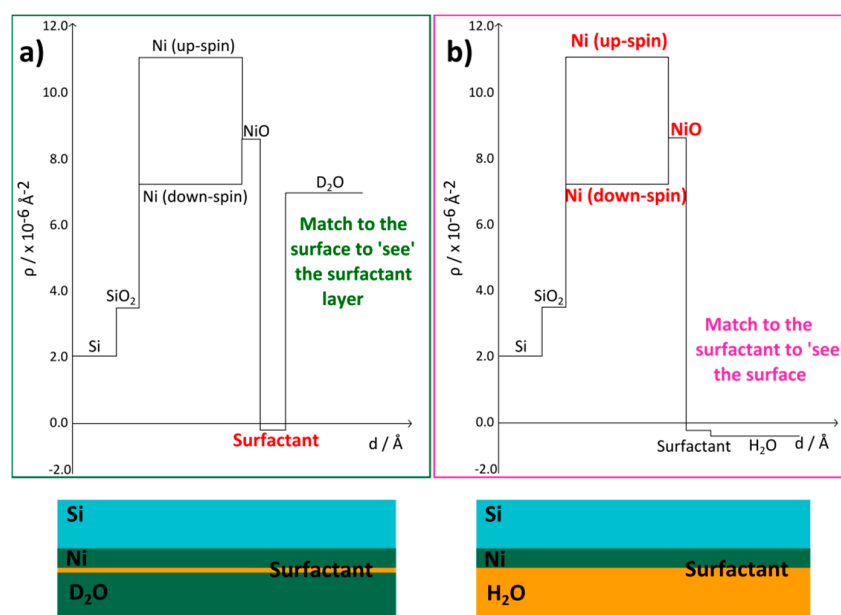 a)
12.0
10.0
8.0
6.0
4.0
2.0
0.0
-2.0
ρ / x 10-6 Å-2
Ni (up-spin)
NiO
Ni (down-spin)
D₂O
Match to the
surface to 'see'
the surfactant
layer
SiO₂
Si
Surfactant
d / Å
b)
12.0
10.0
8.0
6.0
4.0
2.0
0.0
-2.0
ρ / x 10-6 Å-2
Ni (up-spin)
NiO
Ni (down-spin)
SiO₂
Match to the
surfactant to 'see
the surface
Si
Surfactant
H₂O
d / Å
Si
Ni
Surfactant
D₂O
Si
Ni
Surfactant
H₂O